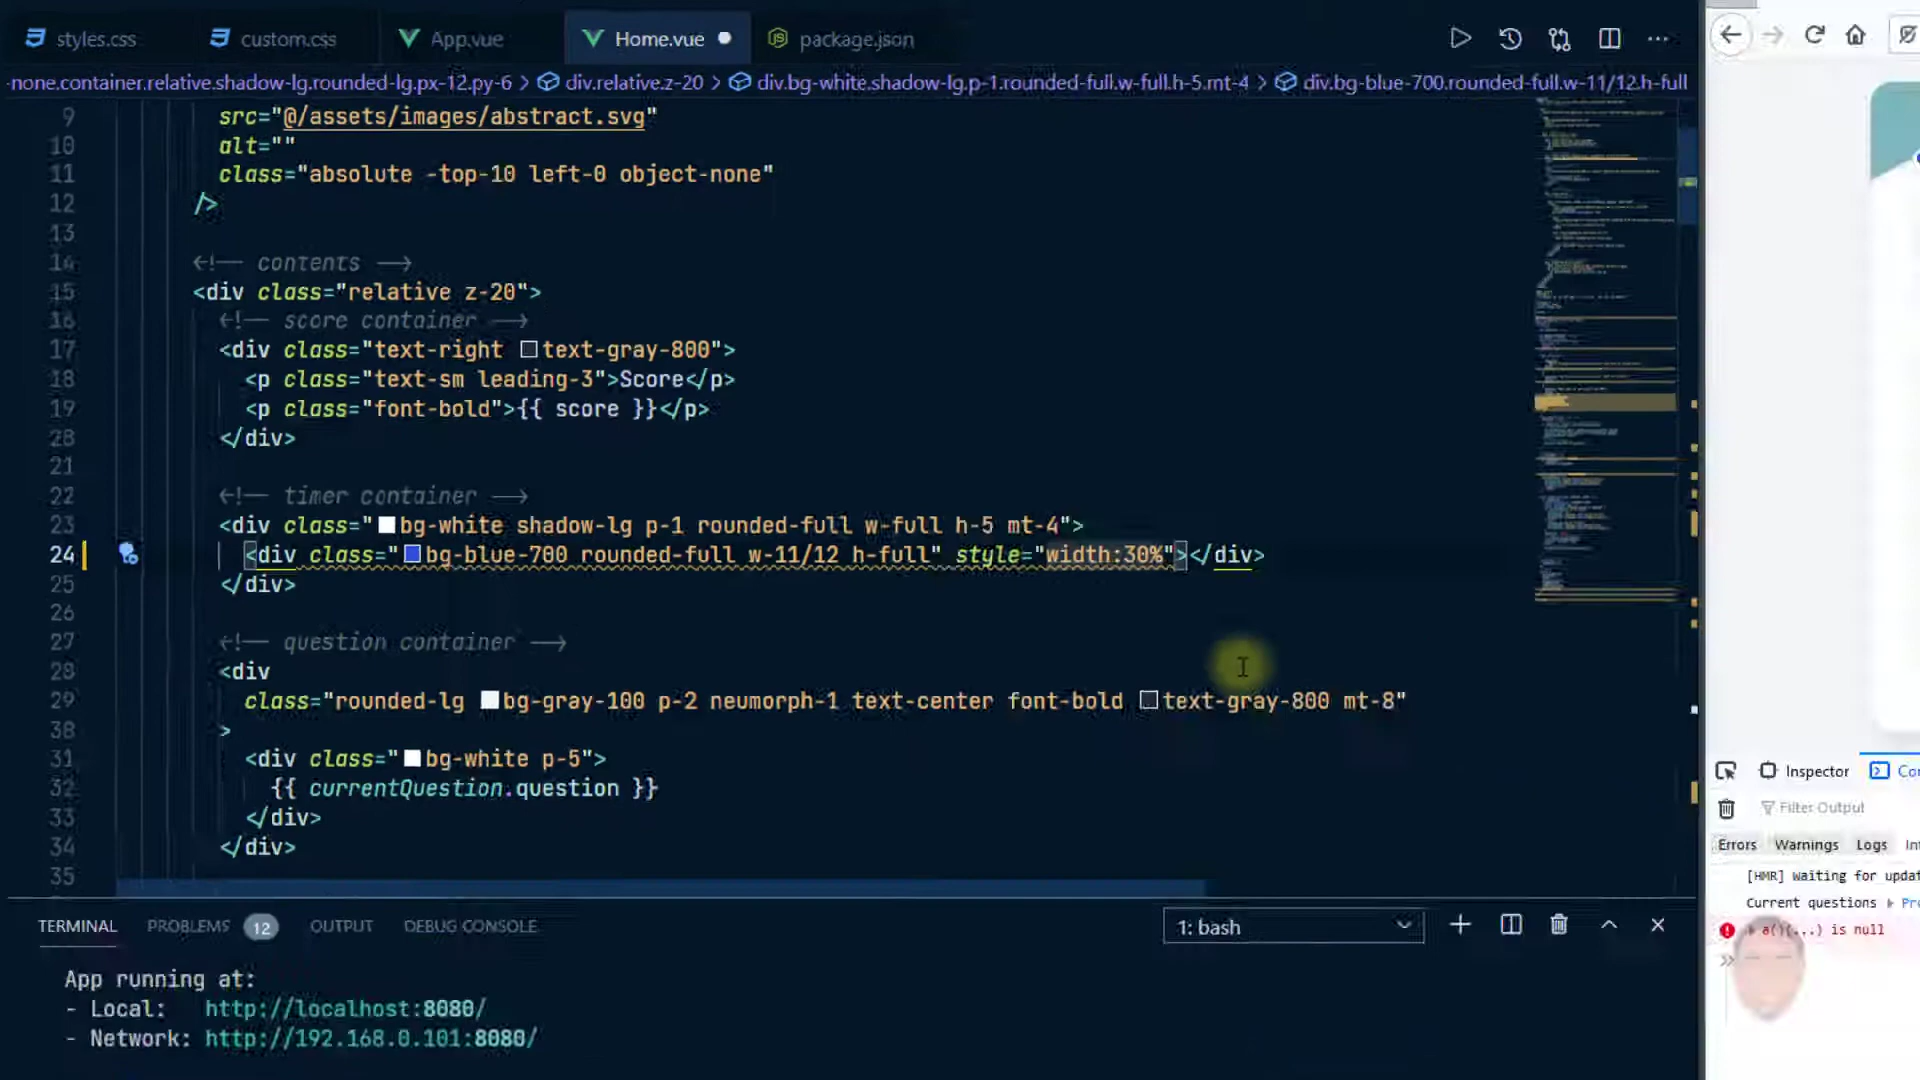 styles.css custom.css App.vue Home.vue package.json
-none.container.relative.shadow-lg.rounded-lg.px-12.py-6 > div.relative.z-20 > div.bg-white.shadow-lg.p-1.rounded-full.w-full.h-5.mt-4 > div.bg-blue-700.rounded-full.w-11/12.h-full
9 src="@/assets/images/abstract.svg"
10 alt=""
11 class="absolute -top-10 left-0 object-none"
12 />
13
14 <!-- contents -->
15 <div class="relative z-20">
16 <!-- score container -->
17 <div class="text-right text-gray-800">
18 <p class="text-sm leading-3">Score</p>
19 <p class="font-bold">{{ score }}</p>
20 </div>
21
22 <!-- timer container -->
23 <div class="bg-white shadow-lg p-1 rounded-full w-full h-5 mt-4">
24 <div class="bg-blue-700 rounded-full w-11/12 h-full" style="width:30%"></div>
25 </div>
26
27 <!-- question container -->
28 <div
29 class="rounded-lg bg-gray-100 p-2 neumorph-1 text-center font-bold text-gray-800 mt-8"
30 >
31 <div class="bg-white p-5">
32 {{ currentQuestion.question }}
33 </div>
34 </div>
35
TERMINAL PROBLEMS 12 OUTPUT DEBUG CONSOLE 1: bash
App running at:
- Local: http://localhost:8080/
- Network: http://192.168.0.101:8080/
Inspector Co
Filter Output
Errors Warnings Logs In
[HMR] Waiting for updat
Current questions Pr
a()(...) is null